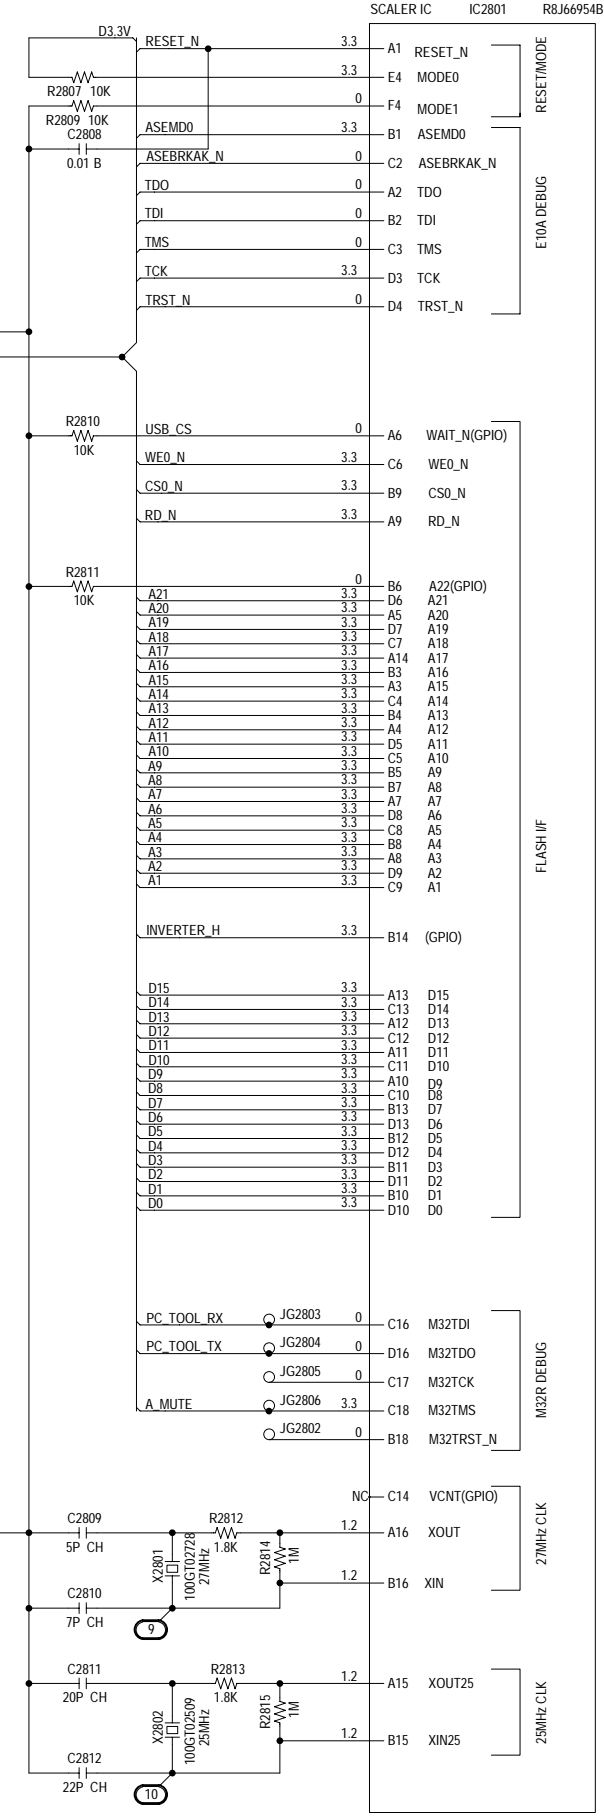 SCALER IC IC2801 R8J66954B
D3.3V
RESET_N 3.3 A1 RESET_N
3.3 E4 MODE0
R2807 10K
0 F4 MODE1
R2809 10K
RESET/MODE
C2808
0.01 B
ASEMD0 3.3 B1 ASEMD0
ASEBRKAK_N 0 C2 ASEBRKAK_N
TDO 0 A2 TDO
TDI 0 B2 TDI
TMS 0 C3 TMS
TCK 3.3 D3 TCK
TRST_N 0 D4 TRST_N
E10A DEBUG
R2810
10K
USB_CS 0 A6 WAIT_N(GPIO)
WE0_N 3.3 C6 WE0_N
CS0_N 3.3 B9 CS0_N
RD_N 3.3 A9 RD_N
R2811
10K
0 B6 A22(GPIO)
A21 3.3 D6 A21
A20 3.3 A5 A20
A19 3.3 D7 A19
A18 3.3 C7 A18
A17 3.3 A14 A17
A16 3.3 B3 A16
A15 3.3 A3 A15
A14 3.3 C4 A14
A13 3.3 B4 A13
A12 3.3 A4 A12
A11 3.3 D5 A11
A10 3.3 C5 A10
A9 3.3 B5 A9
A8 3.3 B7 A8
A7 3.3 A7 A7
A6 3.3 D8 A6
A5 3.3 C8 A5
A4 3.3 B8 A4
A3 3.3 A8 A3
A2 3.3 D9 A2
A1 3.3 C9 A1
FLASH I/F
INVERTER_H 3.3 B14 (GPIO)
D15 3.3 A13 D15
D14 3.3 C13 D14
D13 3.3 A12 D13
D12 3.3 C12 D12
D11 3.3 A11 D11
D10 3.3 C11 D10
D9 3.3 A10 D9
D8 3.3 C10 D8
D7 3.3 B13 D7
D6 3.3 D13 D6
D5 3.3 B12 D5
D4 3.3 D12 D4
D3 3.3 B11 D3
D2 3.3 D11 D2
D1 3.3 B10 D1
D0 3.3 D10 D0
PC_TOOL_RX JG2803 0 C16 M32TDI
PC_TOOL_TX JG2804 0 D16 M32TDO
JG2805 0 C17 M32TCK
A_MUTE JG2806 3.3 C18 M32TMS
JG2802 0 B18 M32TRST_N
M32R DEBUG
NC C14 VCNT(GPIO)
C2809
5P CH
R2812
1.8K
1.2 A16 XOUT
X2801
100GT02728
27MHz
R2814
1M
1.2 B16 XIN
27MHz CLK
C2810
7P CH
9
C2811
20P CH
R2813
1.8K
1.2 A15 XOUT25
X2802
100GT02509
25MHz
R2815
1M
1.2 B15 XIN25
25MHz CLK
C2812
22P CH
10